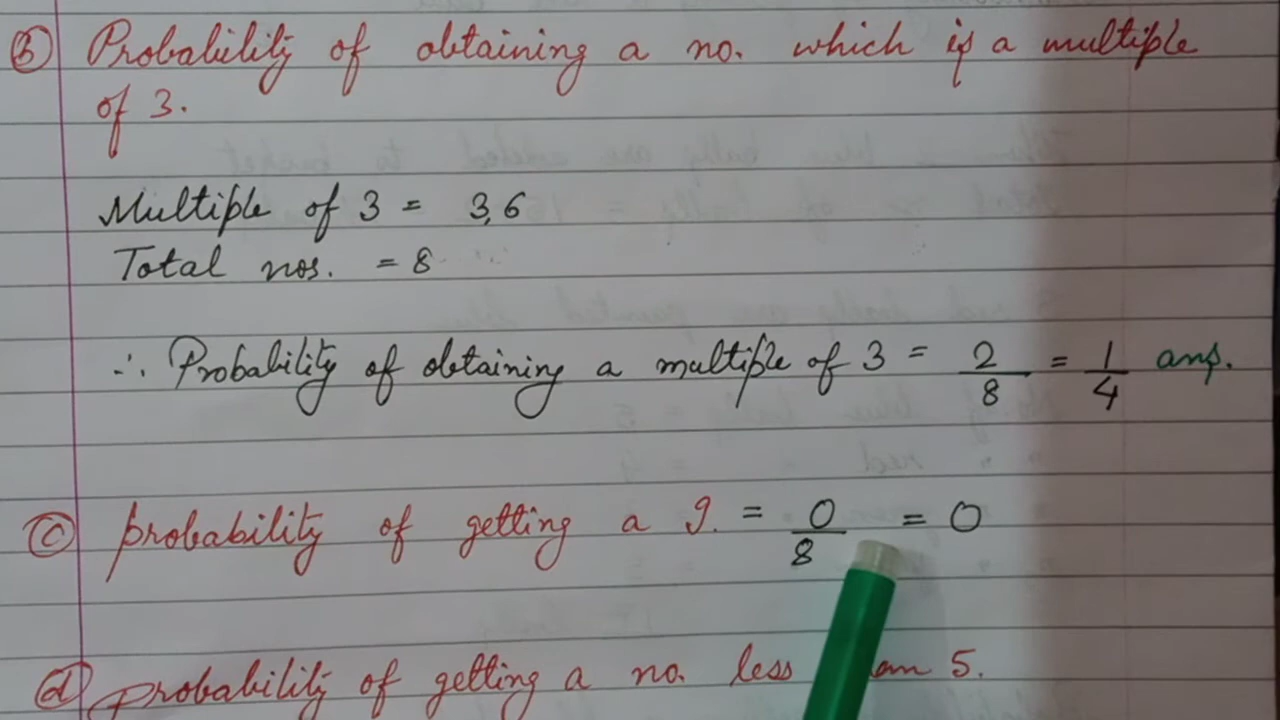 (b) Probability of obtaining a no. which is a multiple
of 3.
Multiple of 3 = 3,6
Total nos. = 8
∴ Probability of obtaining a multiple of 3 = 2/8 = 1/4 ans.
(c) probability of getting a 9. = 0/8 = 0
(d) probability of getting a no. less an 5.